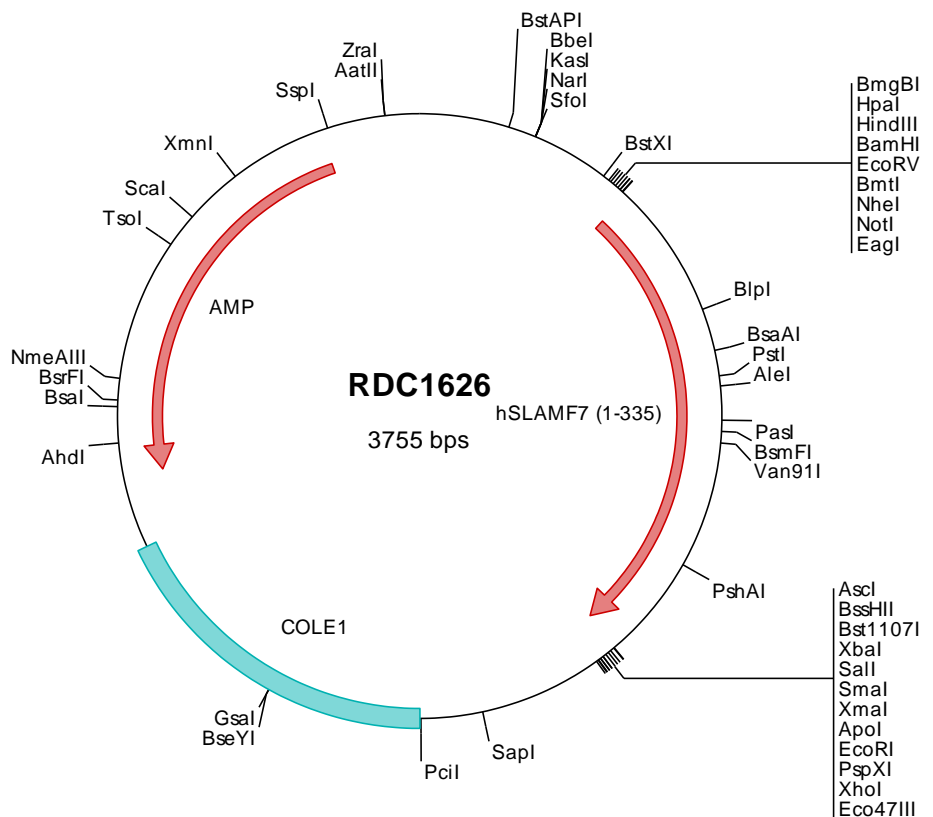 BstAPI
BbeI
KasI
NarI
SfoI
ZraI
AatII
SspI
XmnI
ScaI
TsoI
BstXI
BmgBI
HpaI
HindIII
BamHI
EcoRV
BmtI
NheI
NotI
EagI
AMP
BlpI
BsaAI
PstI
AleI
NmeAIII
BsrFI
BsaI
AhdI
RDC1626
3755 bps
hSLAMF7 (1-335)
PasI
BsmFI
Van91I
PshAI
COLE1
AscI
BssHII
Bst1107I
XbaI
SalI
SmaI
XmaI
ApoI
EcoRI
PspXI
XhoI
Eco47III
GsaI
BseYI
PciI
SapI